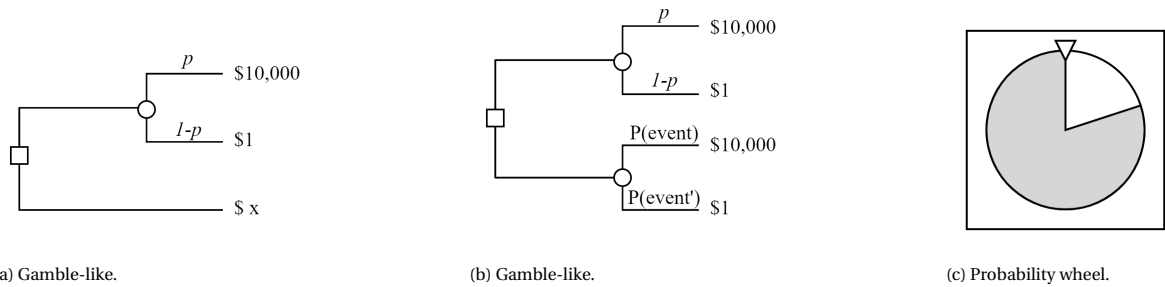 p
$10,000
1-p
$1
$ x
a) Gamble-like.
p
$10,000
1-p
$1
P(event)
$10,000
P(event')
$1
(b) Gamble-like.
(c) Probability wheel.